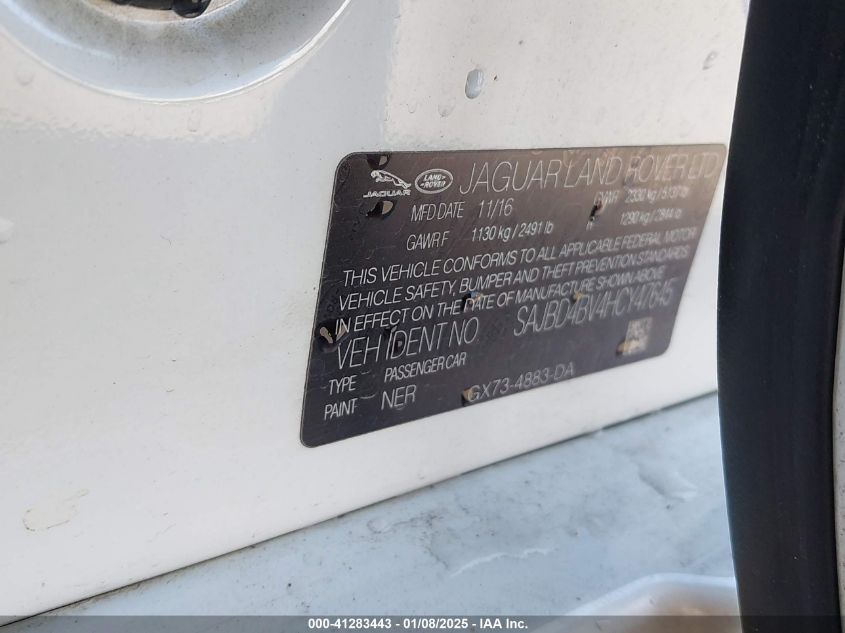 JAGUAR LAND-ROVER JAGUAR LAND ROVER LTD
MFD DATE 11/16 GVWR 2330 kg / 5137 lb
GAWR F 1130 kg / 2491 lb R 1290 kg / 2844 lb
THIS VEHICLE CONFORMS TO ALL APPLICABLE FEDERAL MOTOR
VEHICLE SAFETY, BUMPER AND THEFT PREVENTION STANDARDS
IN EFFECT ON THE DATE OF MANUFACTURE SHOWN ABOVE
VEH IDENT NO. SAJBD4BV4HCY47645
TYPE PASSENGER CAR
PAINT NER GX73-4883-DA
000-41283443 - 01/08/2025 - IAA Inc.